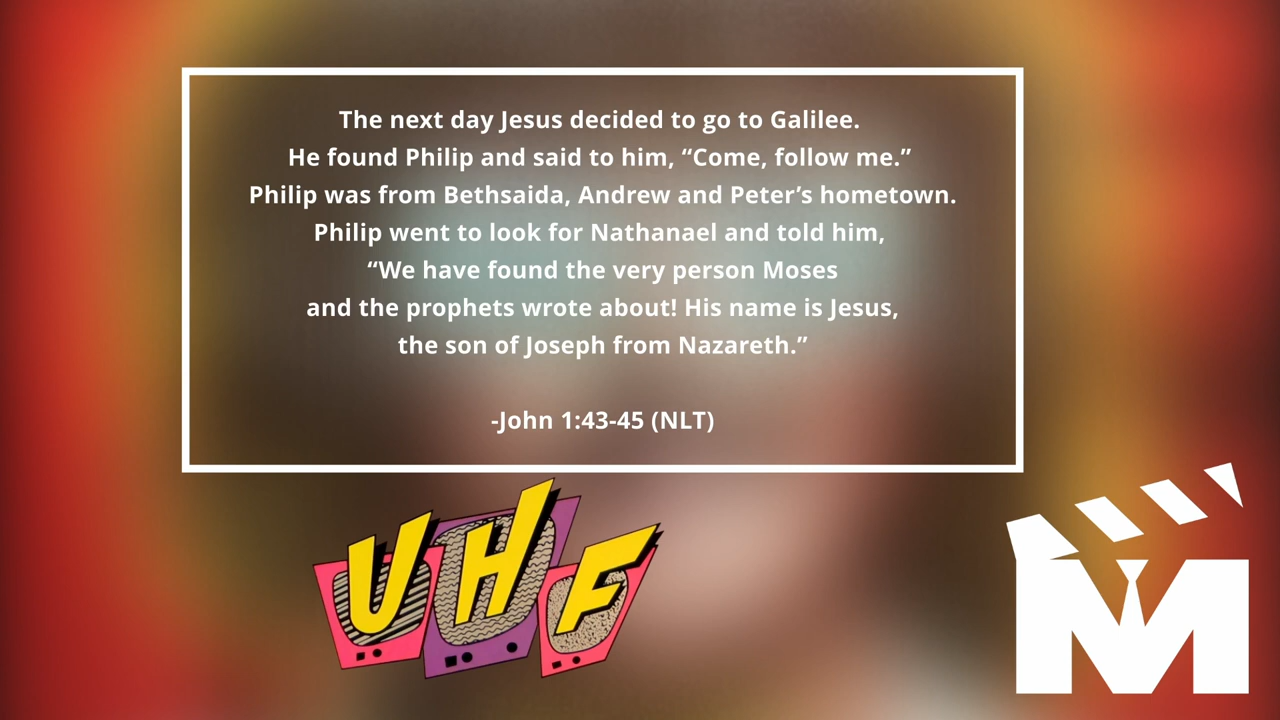 The next day Jesus decided to go to Galilee.
He found Philip and said to him, “Come, follow me.”
Philip was from Bethsaida, Andrew and Peter’s hometown.
Philip went to look for Nathanael and told him,
“We have found the very person Moses
and the prophets wrote about! His name is Jesus,
the son of Joseph from Nazareth.”
-John 1:43-45 (NLT)
UHF
M